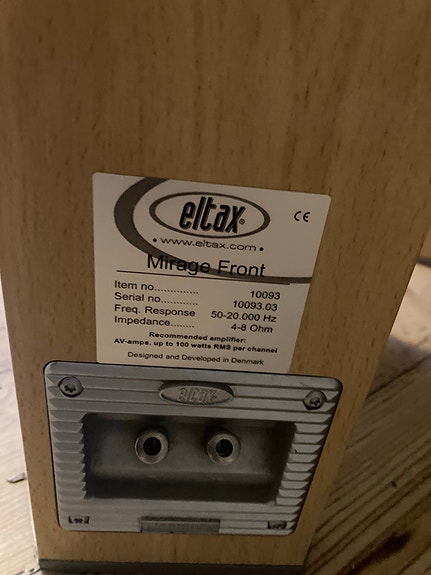 eltax®
CE
• www.eltax.com •
Mirage Front
Item no.............. 10093
Serial no............ 10093.03
Freq. Response 50-20.000 Hz
Impedance........ 4-8 Ohm
Recommended amplifier:
AV-amps. up to 100 watts RMS per channel
Designed and Developed in Denmark
eltax